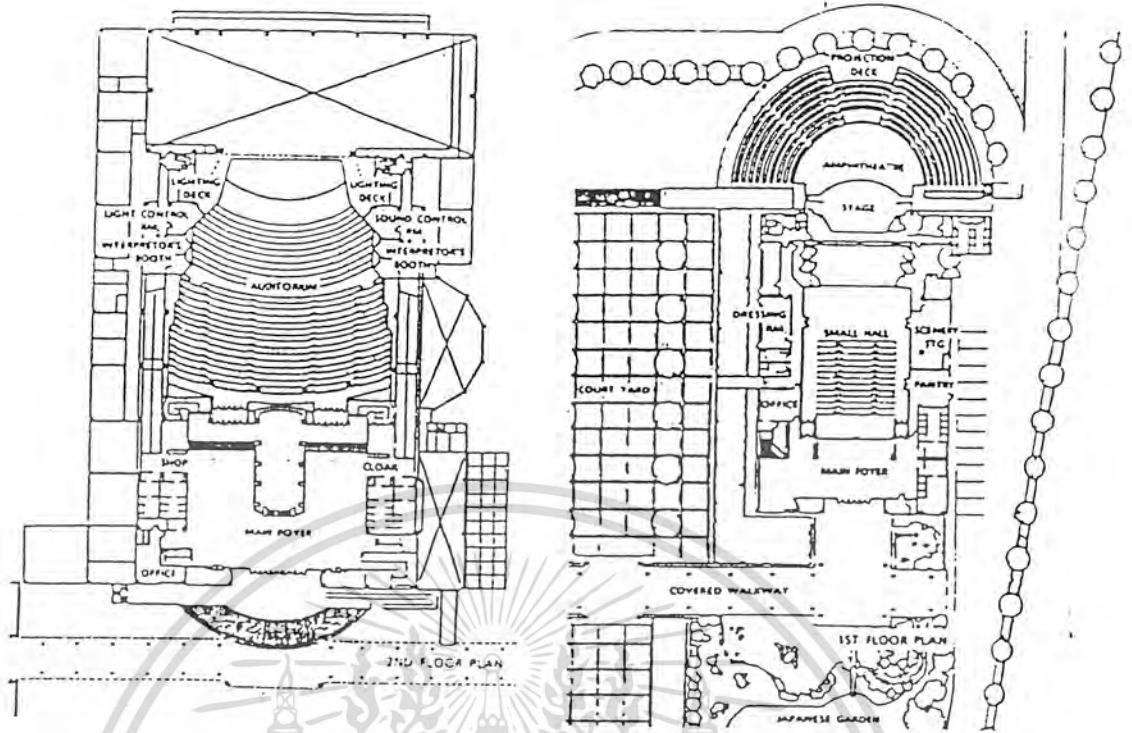 LIGHTING
DECK
LIGHTING
DECK
LIGHT CONTROL
RM.
SOUND CONTROL
RM.
INTERPRETOR'S
BOOTH
INTERPRETOR'S
BOOTH
AUDITORIUM
SHOP
CLOAK
MAIN FOYER
OFFICE
2ND FLOOR PLAN
PROJECTION
DECK
AMPHITHEATRE
STAGE
DRESSING
RM.
SMALL HALL
SCENERY
STG
COURT YARD
OFFICE
PANTRY
MAIN FOYER
COVERED WALKWAY
1ST FLOOR PLAN
JAPANESE GARDEN